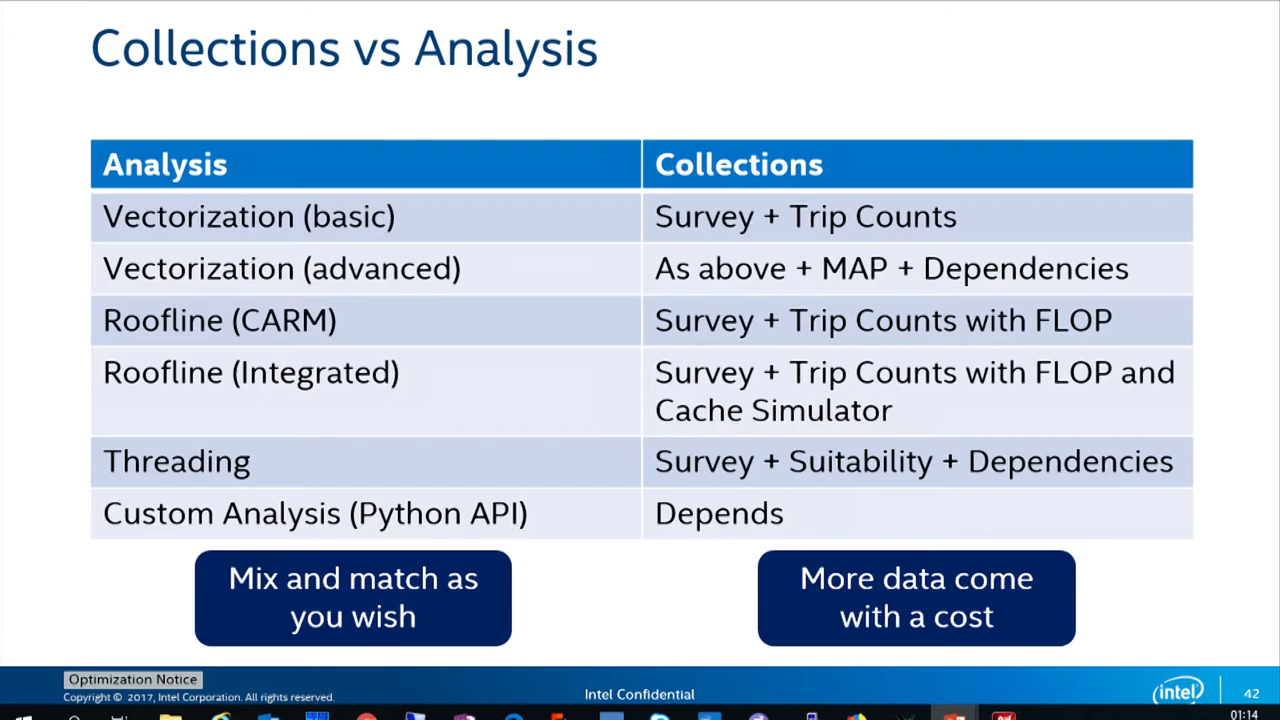 Collections vs Analysis
Analysis
Collections
Vectorization (basic)
Survey + Trip Counts
Vectorization (advanced)
As above + MAP + Dependencies
Roofline (CARM)
Survey + Trip Counts with FLOP
Roofline (Integrated)
Survey + Trip Counts with FLOP and
Cache Simulator
Threading
Survey + Suitability + Dependencies
Custom Analysis (Python API)
Depends
Mix and match as
you wish
More data come
with a cost
Optimization Notice
Copyright © 2017, Intel Corporation. All rights reserved.
Intel Confidential
intel
42
01:14